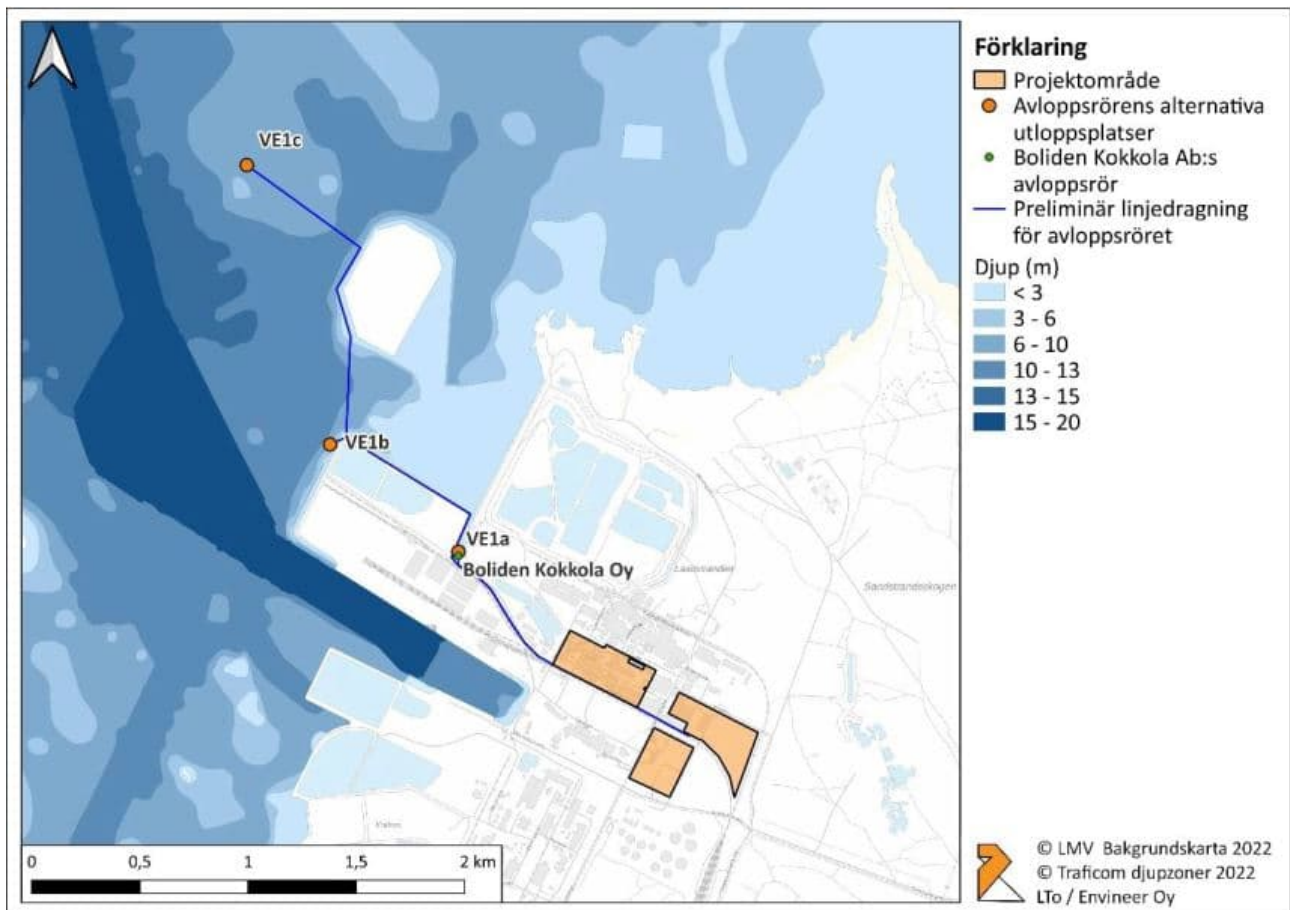 VE1c
VE1b
VE1a
Boliden Kokkola Oy
Sandstrandsskogen
0 0,5 1 1,5 2 km
Förklaring
Projektområde
Avloppsrörens alternativa
utloppsplatser
Boliden Kokkola Ab:s
avloppsrör
Preliminär linjedragning
för avloppsröret
Djup (m)
< 3
3 - 6
6 - 10
10 - 13
13 - 15
15 - 20
© LMV Bakgrundskarta 2022
© Traficom djupzoner 2022
LTo / Envineer Oy